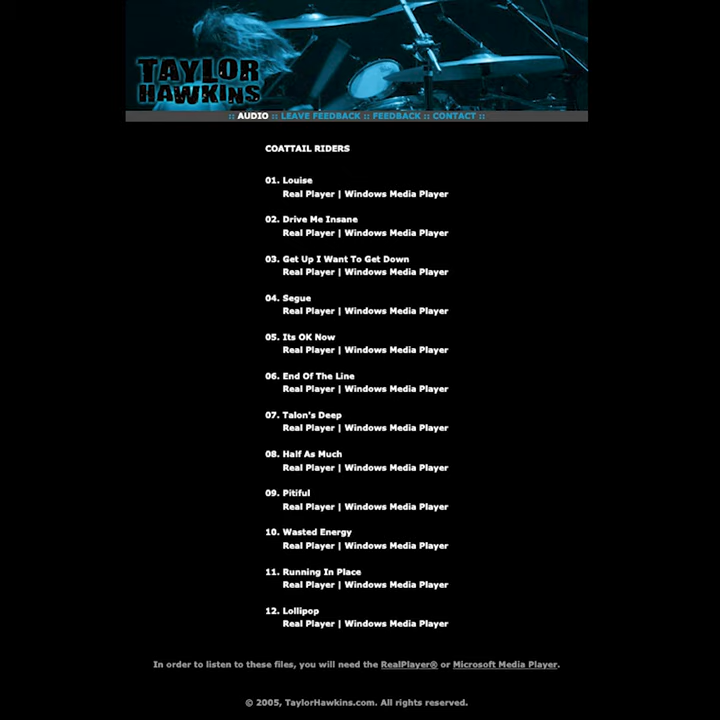 TAYLOR
HAWKINS
:: AUDIO :: LEAVE FEEDBACK :: FEEDBACK :: CONTACT ::
COATTAIL RIDERS
01. Louise
Real Player | Windows Media Player
02. Drive Me Insane
Real Player | Windows Media Player
03. Get Up I Want To Get Down
Real Player | Windows Media Player
04. Segue
Real Player | Windows Media Player
05. Its OK Now
Real Player | Windows Media Player
06. End Of The Line
Real Player | Windows Media Player
07. Talon's Deep
Real Player | Windows Media Player
08. Half As Much
Real Player | Windows Media Player
09. Pitiful
Real Player | Windows Media Player
10. Wasted Energy
Real Player | Windows Media Player
11. Running In Place
Real Player | Windows Media Player
12. Lollipop
Real Player | Windows Media Player
In order to listen to these files, you will need the RealPlayer® or Microsoft Media Player.
© 2005, TaylorHawkins.com. All rights reserved.